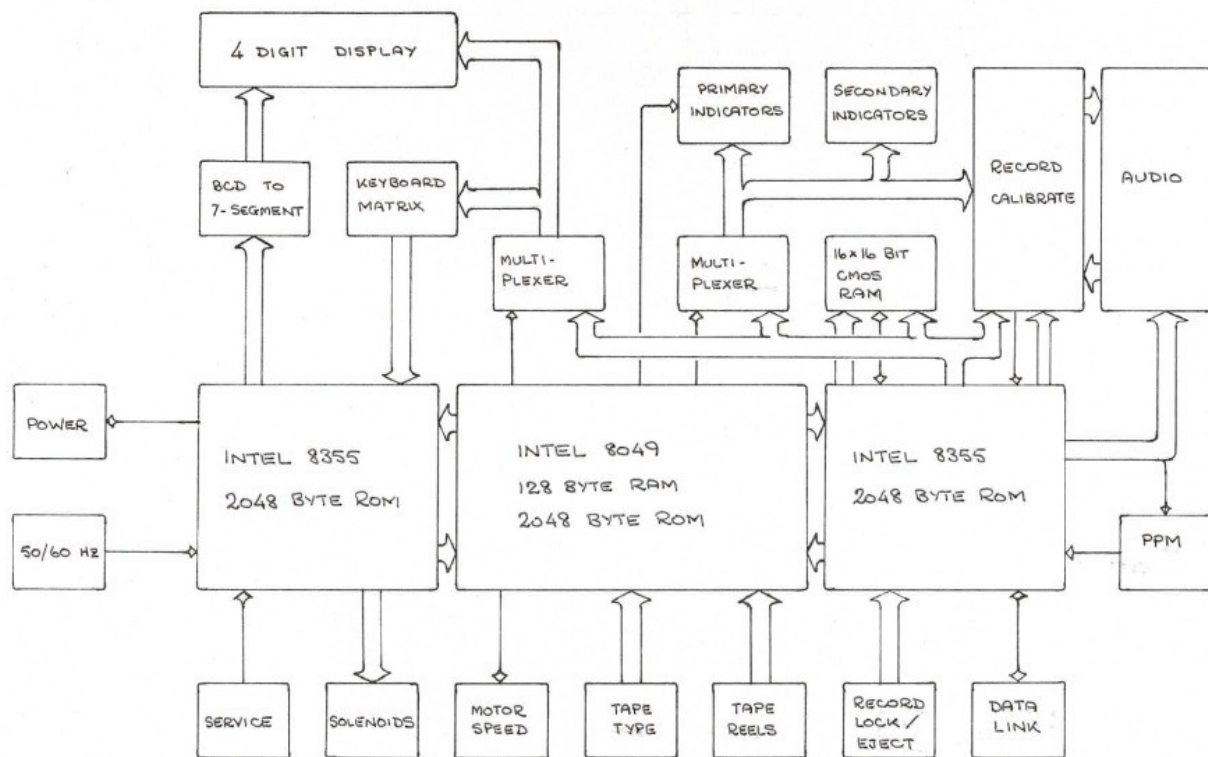 4 DIGIT DISPLAY
PRIMARY
INDICATORS
SECONDARY
INDICATORS
RECORD
CALIBRATE
AUDIO
BCD TO
7-SEGMENT
KEYBOARD
MATRIX
MULTI-
PLEXER
MULTI-
PLEXER
16×16 BIT
CMOS
RAM
POWER
INTEL 8355
2048 BYTE ROM
INTEL 8049
128 BYTE RAM
2048 BYTE ROM
INTEL 8355
2048 BYTE ROM
50/60 HZ
PPM
SERVICE
SOLENOIDS
MOTOR
SPEED
TAPE
TYPE
TAPE
REELS
RECORD
LOCK/
EJECT
DATA
LINK